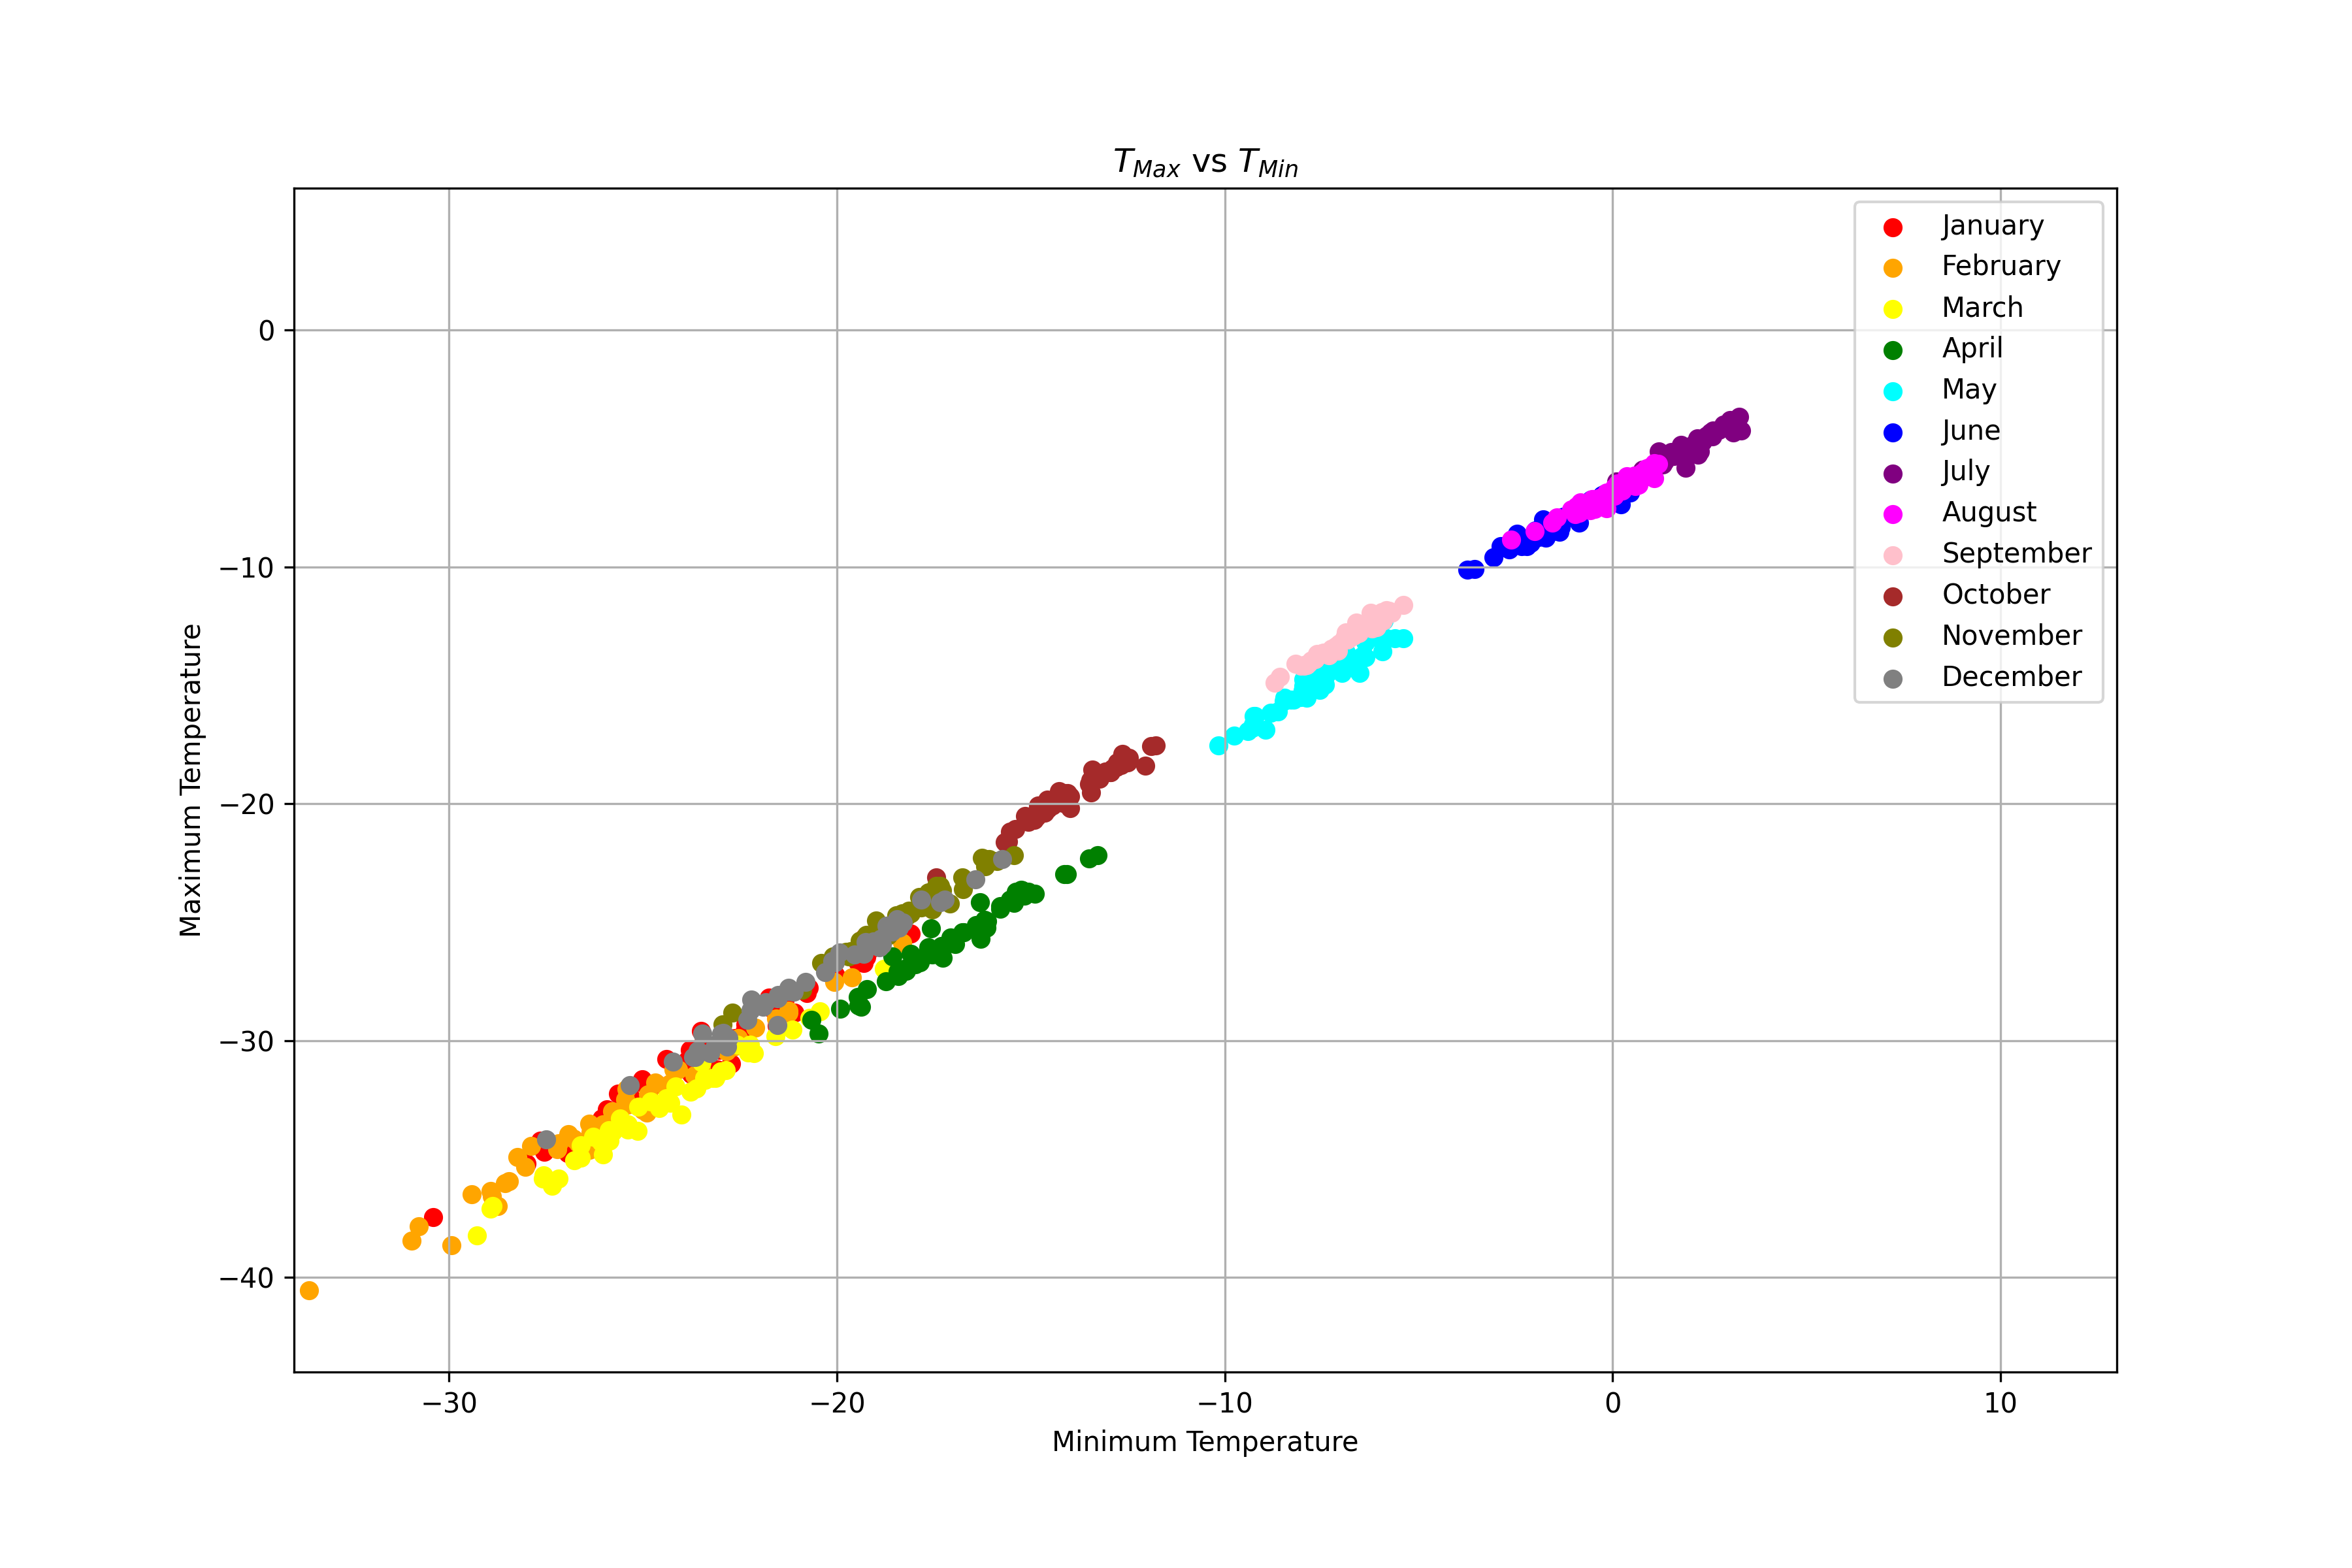 T_Max vs T_Min
January
February
March
April
May
June
July
August
September
October
November
December
0
−10
−20
−30
−40
Maximum Temperature
−30
−20
−10
0
10
Minimum Temperature